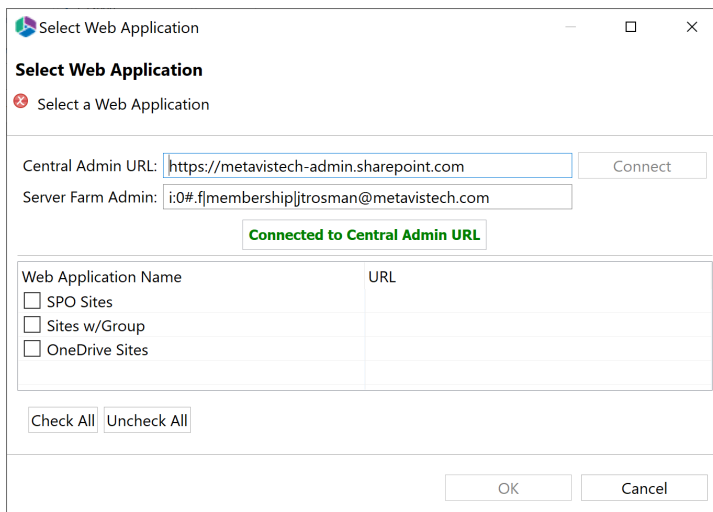 Select Web Application
Select Web Application
Select a Web Application
Central Admin URL: https://metavistech-admin.sharepoint.com Connect
Server Farm Admin: i:0#.f|membership|jtrosman@metavistech.com
Connected to Central Admin URL
Web Application Name URL
SPO Sites
Sites w/Group
OneDrive Sites
Check All Uncheck All
OK Cancel